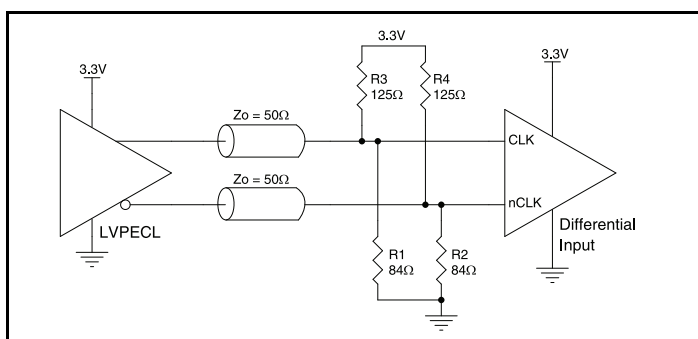 3.3V
3.3V
3.3V
R3
125Ω
R4
125Ω
Zo = 50Ω
CLK
Zo = 50Ω
nCLK
LVPECL
Differential
Input
R1
84Ω
R2
84Ω